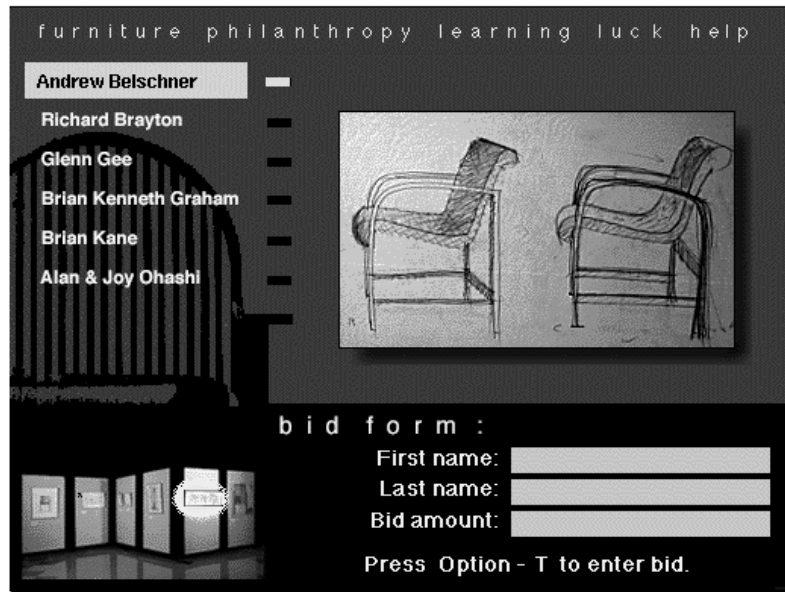 furniture philanthropy learning luck help
Andrew Belschner
Richard Brayton
Glenn Gee
Brian Kenneth Graham
Brian Kane
Alan & Joy Ohashi
bid form:
First name:
Last name:
Bid amount:
Press Option - T to enter bid.